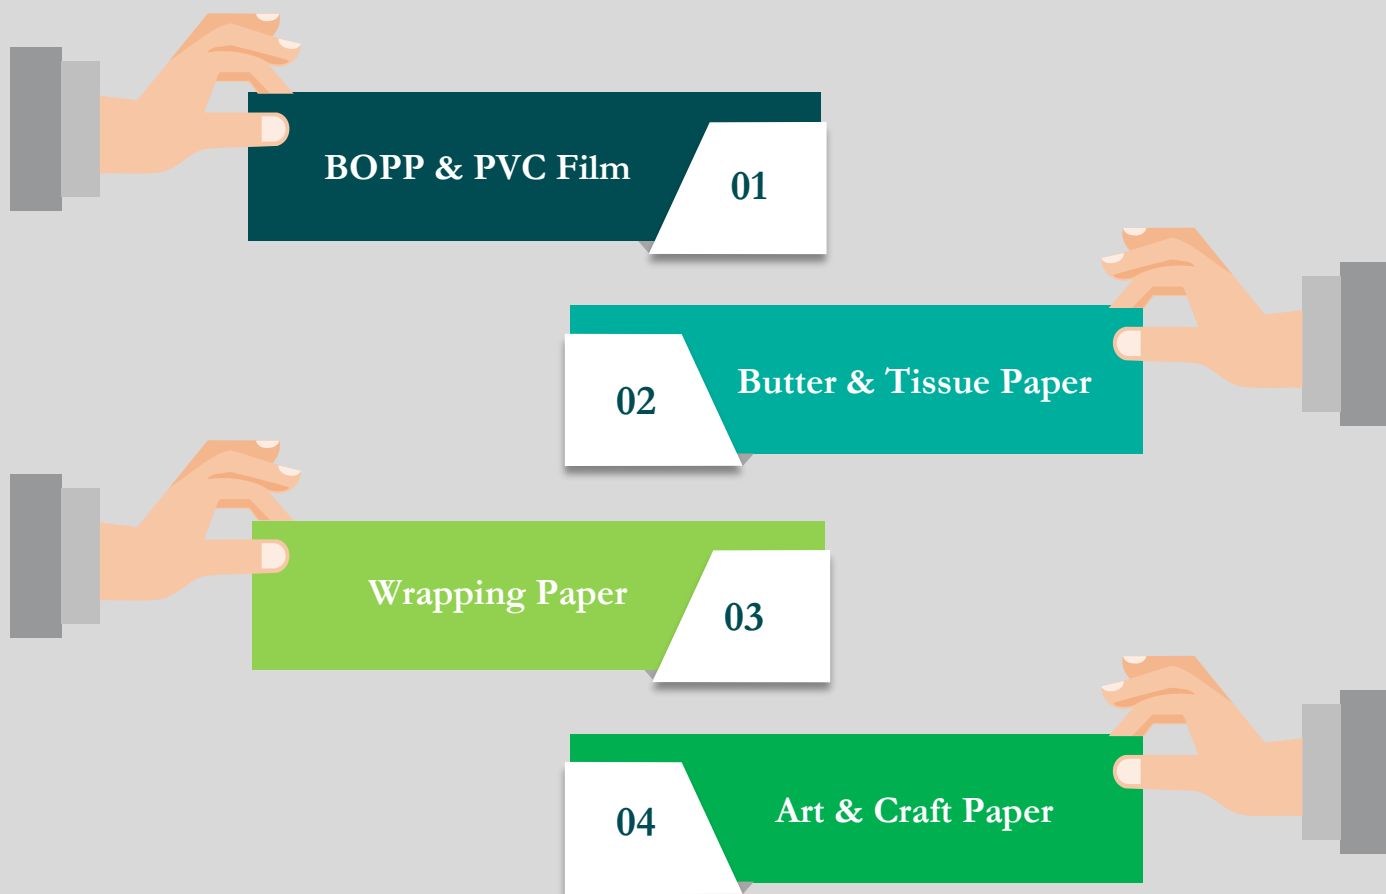 BOPP & PVC Film
01
02
Butter & Tissue Paper
Wrapping Paper
03
04
Art & Craft Paper